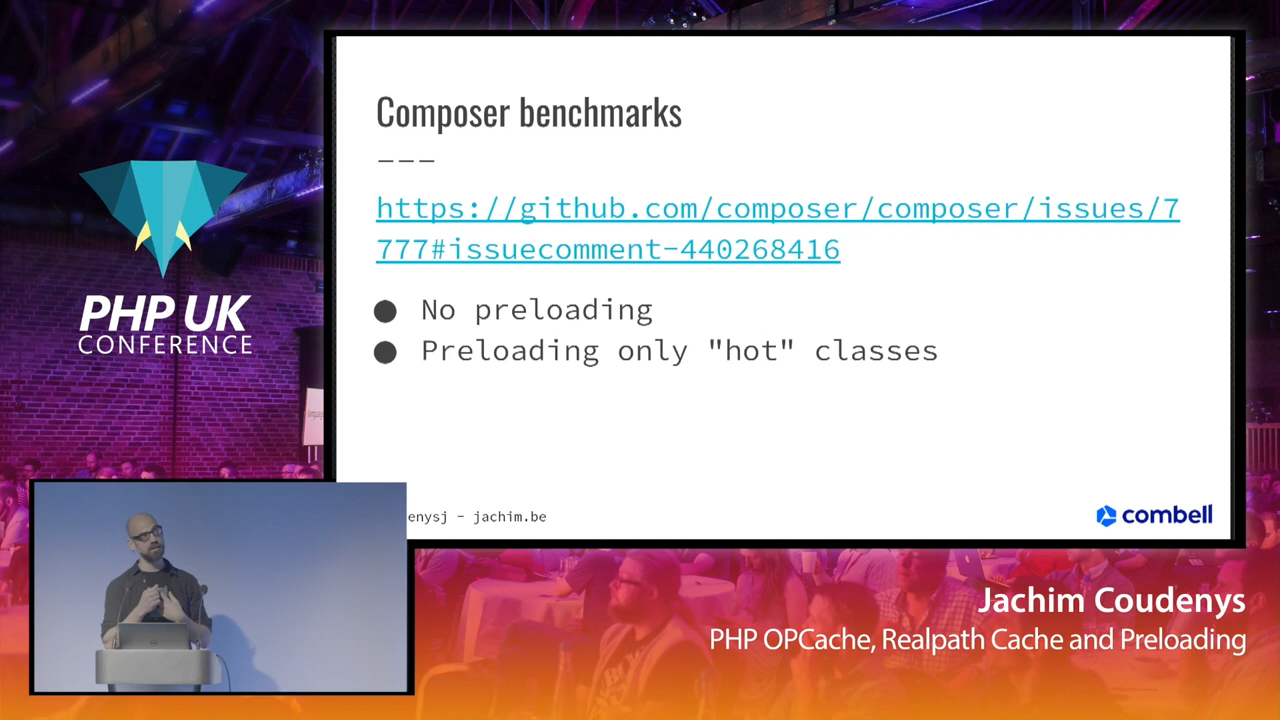 Composer benchmarks
---
https://github.com/composer/composer/issues/7
777#issuecomment-440268416
● No preloading
● Preloading only "hot" classes
enysj - jachim.be
combell
PHP UK
CONFERENCE
Jachim Coudenys
PHP OPCache, Realpath Cache and Preloading